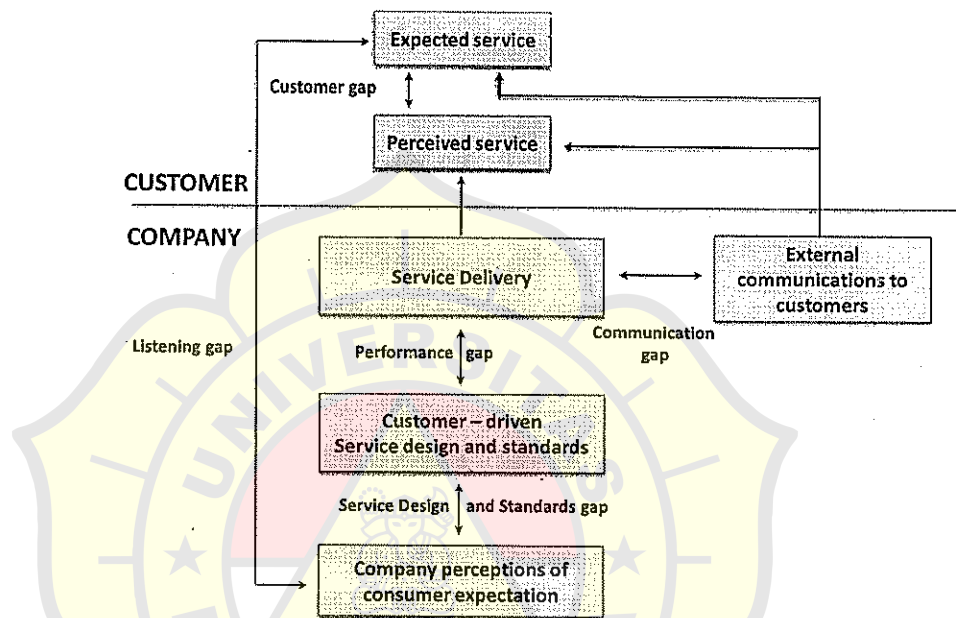 Expected service
Customer gap
Perceived service
CUSTOMER
COMPANY
Service Delivery
External
communications to
customers
Communication
gap
Listening gap
Performance gap
Customer – driven
Service design and standards
Service Design and Standards gap
Company perceptions of
consumer expectation
UNIVERSITAS